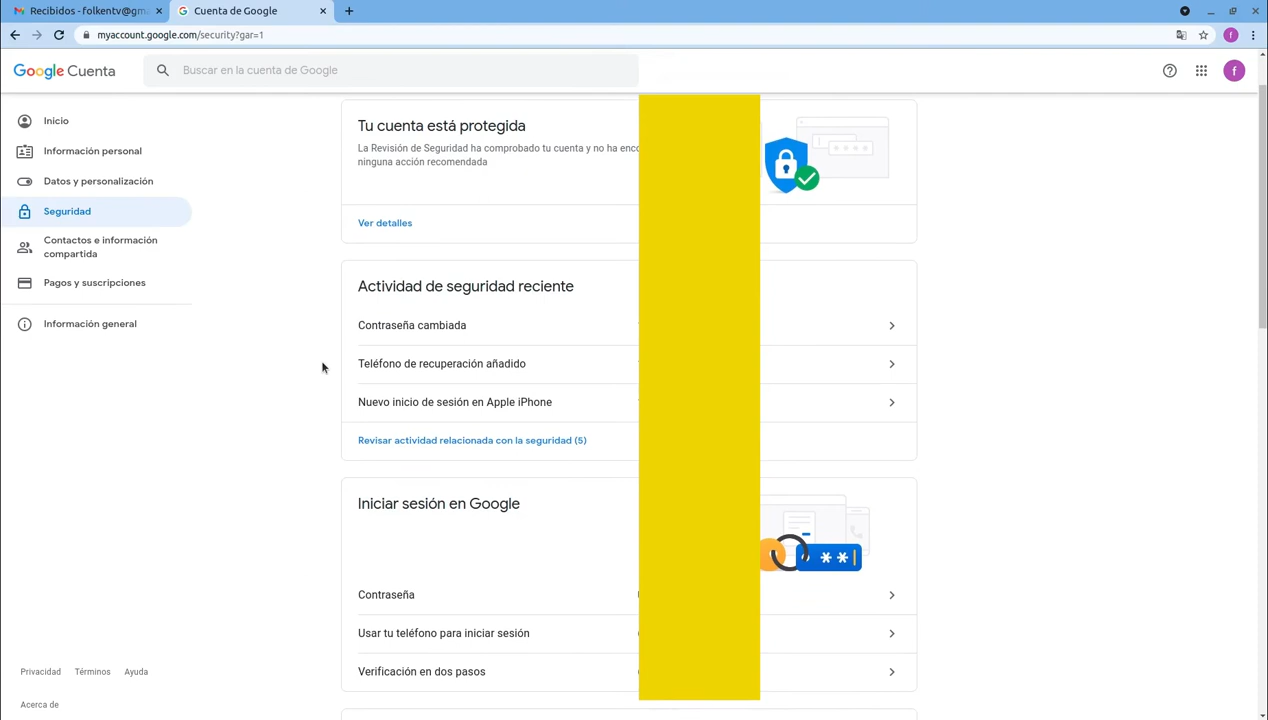 Recibidos - folkentv@gm
Cuenta de Google
myaccount.google.com/security?gar=1
f
Google Cuenta
Buscar en la cuenta de Google
f
Inicio
Información personal
Datos y personalización
Seguridad
Contactos e información
compartida
Pagos y suscripciones
Información general
Privacidad Términos Ayuda
Acerca de
Tu cuenta está protegida
La Revisión de Seguridad ha comprobado tu cuenta y no ha
ninguna acción recomendada
Ver detalles
Actividad de seguridad reciente
Contraseña cambiada
Teléfono de recuperación añadido
Nuevo inicio de sesión en Apple iPhone
Revisar actividad relacionada con la seguridad (5)
Iniciar sesión en Google
**
Contraseña
Usar tu teléfono para iniciar sesión
Verificación en dos pasos